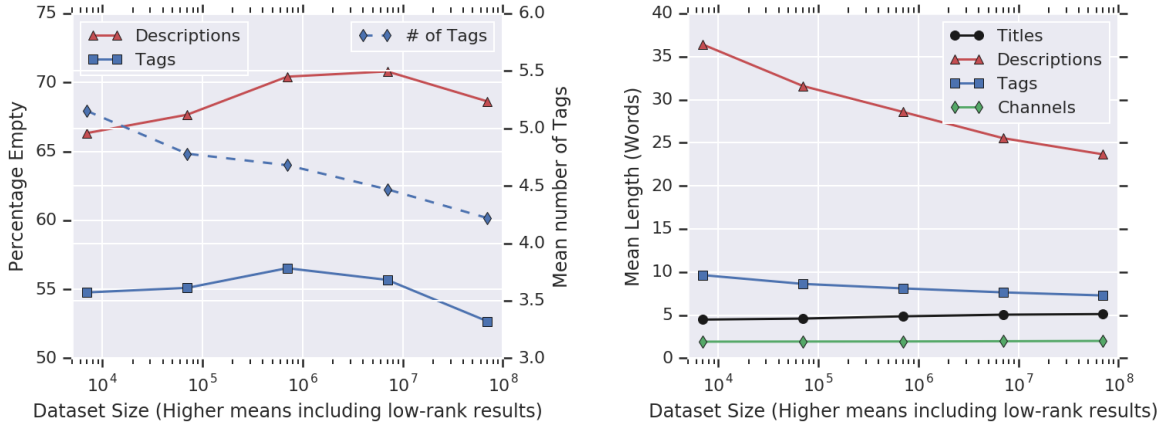 75
70
65
60
55
50
Percentage Empty
Descriptions
Tags
# of Tags
6.0
5.5
5.0
4.5
4.0
3.5
3.0
Mean number of Tags
10^4
10^5
10^6
10^7
10^8
Dataset Size (Higher means including low-rank results)
40
35
30
25
20
15
10
5
0
Mean Length (Words)
Titles
Descriptions
Tags
Channels
10^4
10^5
10^6
10^7
10^8
Dataset Size (Higher means including low-rank results)